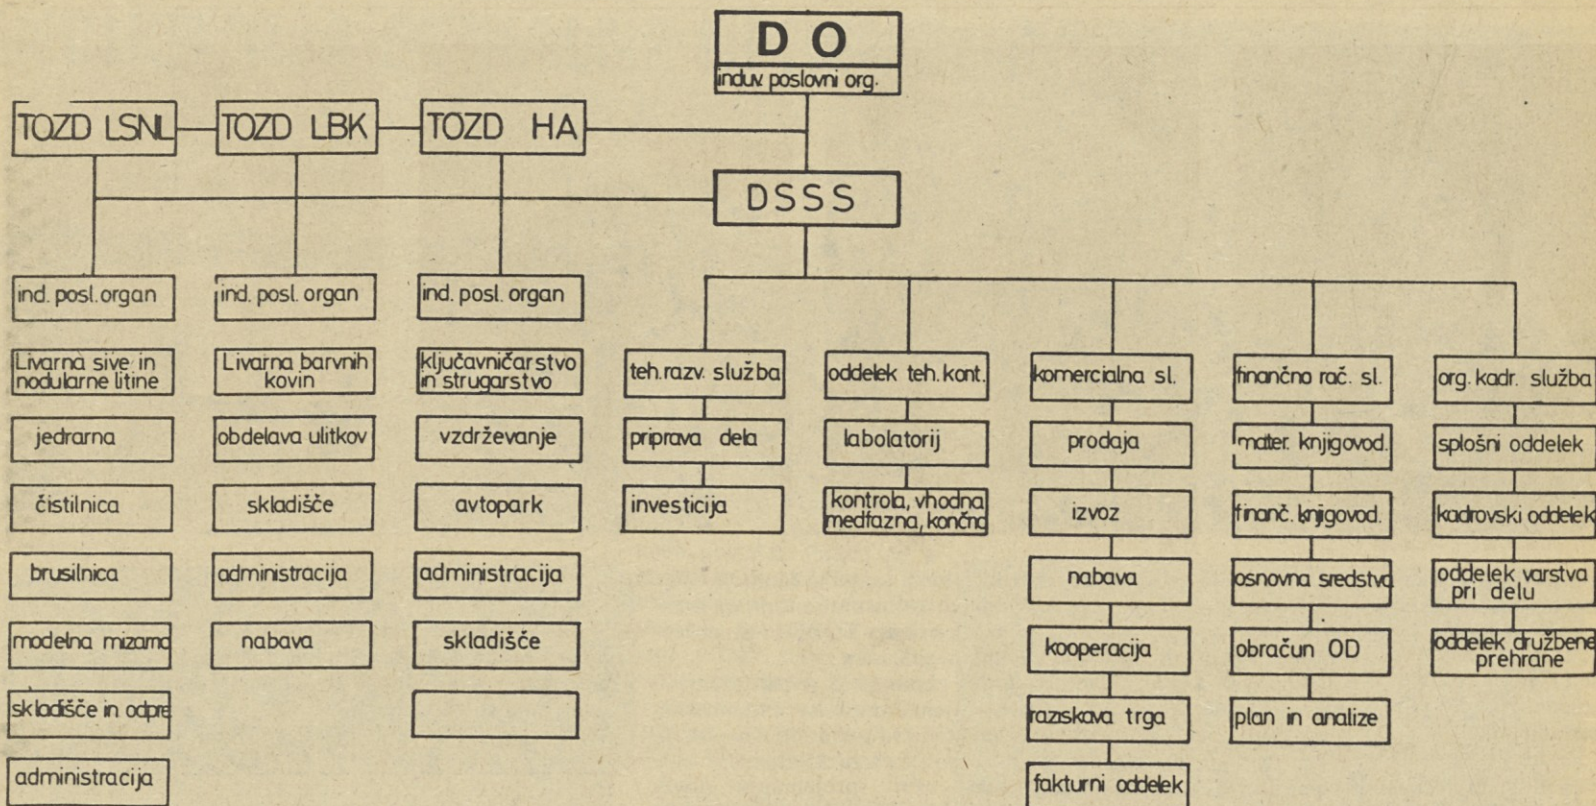 D O
induv. poslovni org.
TOZD LSNL
TOZD LBK
TOZD HA
DSSS
ind. posl. organ
Livarna sive in
nodularne litine
jedrarna
čistilnica
brusilnica
modelna mizarna
skladišče in odpre
administracija
ind. posl. organ
Livarna barvnih
kovin
obdelava ulitkov
skladišče
administracija
nabava
ind. posl. organ
ključavničarstvo
in strugarstvo
vzdrževanje
avtopark
administracija
skladišče
teh. razv. služba
priprava dela
investicija
oddelek teh. kont.
labolatorij
kontrola, vhodna
medfazna, končna
komercialna sl.
prodaja
izvoz
nabava
kooperacija
raziskava trga
fakturni oddelek
finančno rač. sl.
mater. knjigovod.
finanč. knjigovod.
osnovna sredstva
obračun OD
plan in analize
org. kadr. služba
splošni oddelek
kadrovski oddelek
oddelek varstva
pri delu
oddelek družbene
prehrane